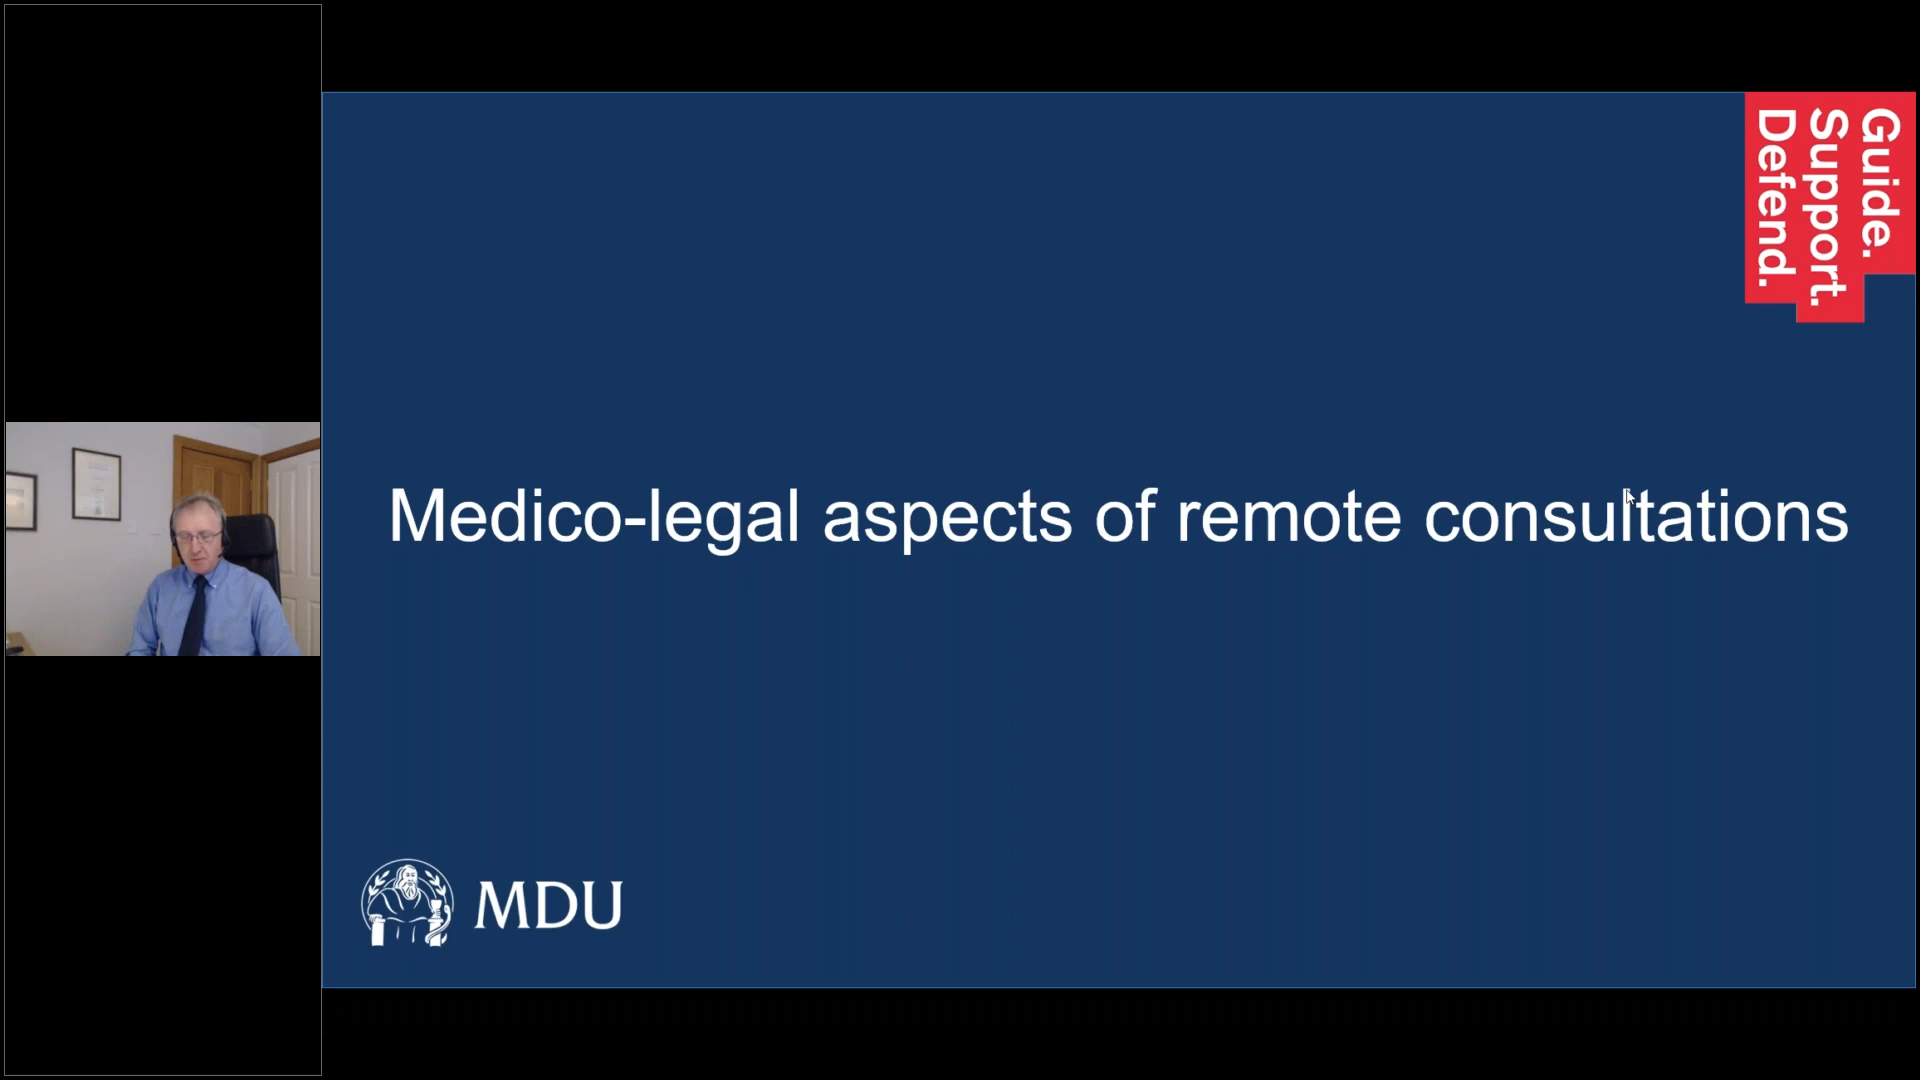 Guide.
Support.
Defend.
Medico-legal aspects of remote consultations
MDU